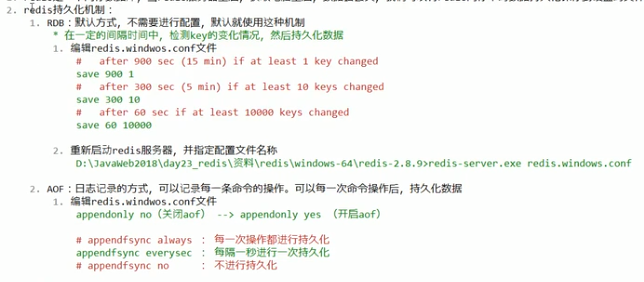 2. redis持久化机制：
1. RDB：默认方式，不需要进行配置，默认就使用这种机制
* 在一定的间隔时间中，检测key的变化情况，然后持久化数据
1. 编辑redis.windwos.conf文件
#   after 900 sec (15 min) if at least 1 key changed
save 900 1
#   after 300 sec (5 min) if at least 10 keys changed
save 300 10
#   after 60 sec if at least 10000 keys changed
save 60 10000
2. 重新启动redis服务器，并指定配置文件名称
D:\JavaWeb2018\day23_redis\资料\redis\windows-64\redis-2.8.9>redis-server.exe redis.windows.conf
2. AOF：日志记录的方式，可以记录每一条命令的操作。可以每一次命令操作后，持久化数据
1. 编辑redis.windwos.conf文件
appendonly no（关闭aof） --> appendonly yes （开启aof）
# appendfsync always ： 每一次操作都进行持久化
appendfsync everysec ： 每隔一秒进行一次持久化
# appendfsync no     ： 不进行持久化